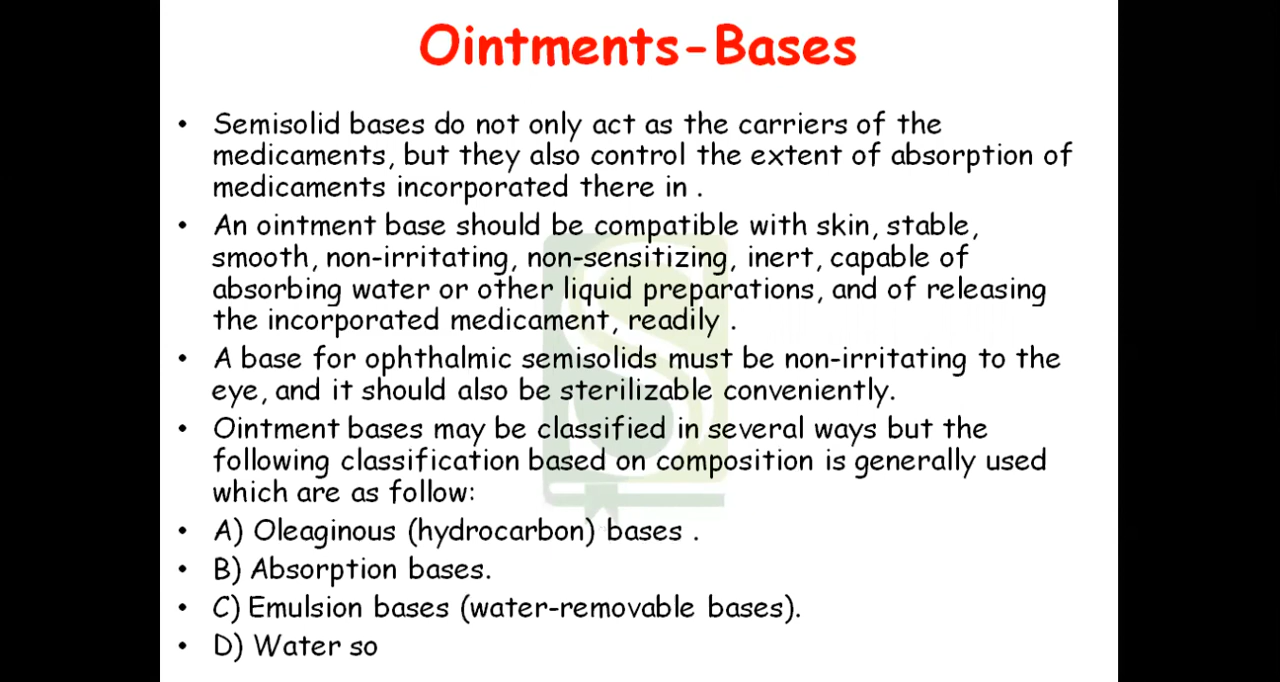 Ointments-Bases
• Semisolid bases do not only act as the carriers of the
medicaments, but they also control the extent of absorption of
medicaments incorporated there in .
• An ointment base should be compatible with skin, stable,
smooth, non-irritating, non-sensitizing, inert, capable of
absorbing water or other liquid preparations, and of releasing
the incorporated medicament, readily .
• A base for ophthalmic semisolids must be non-irritating to the
eye, and it should also be sterilizable conveniently.
• Ointment bases may be classified in several ways but the
following classification based on composition is generally used
which are as follow:
• A) Oleaginous (hydrocarbon) bases .
• B) Absorption bases.
• C) Emulsion bases (water-removable bases).
• D) Water so